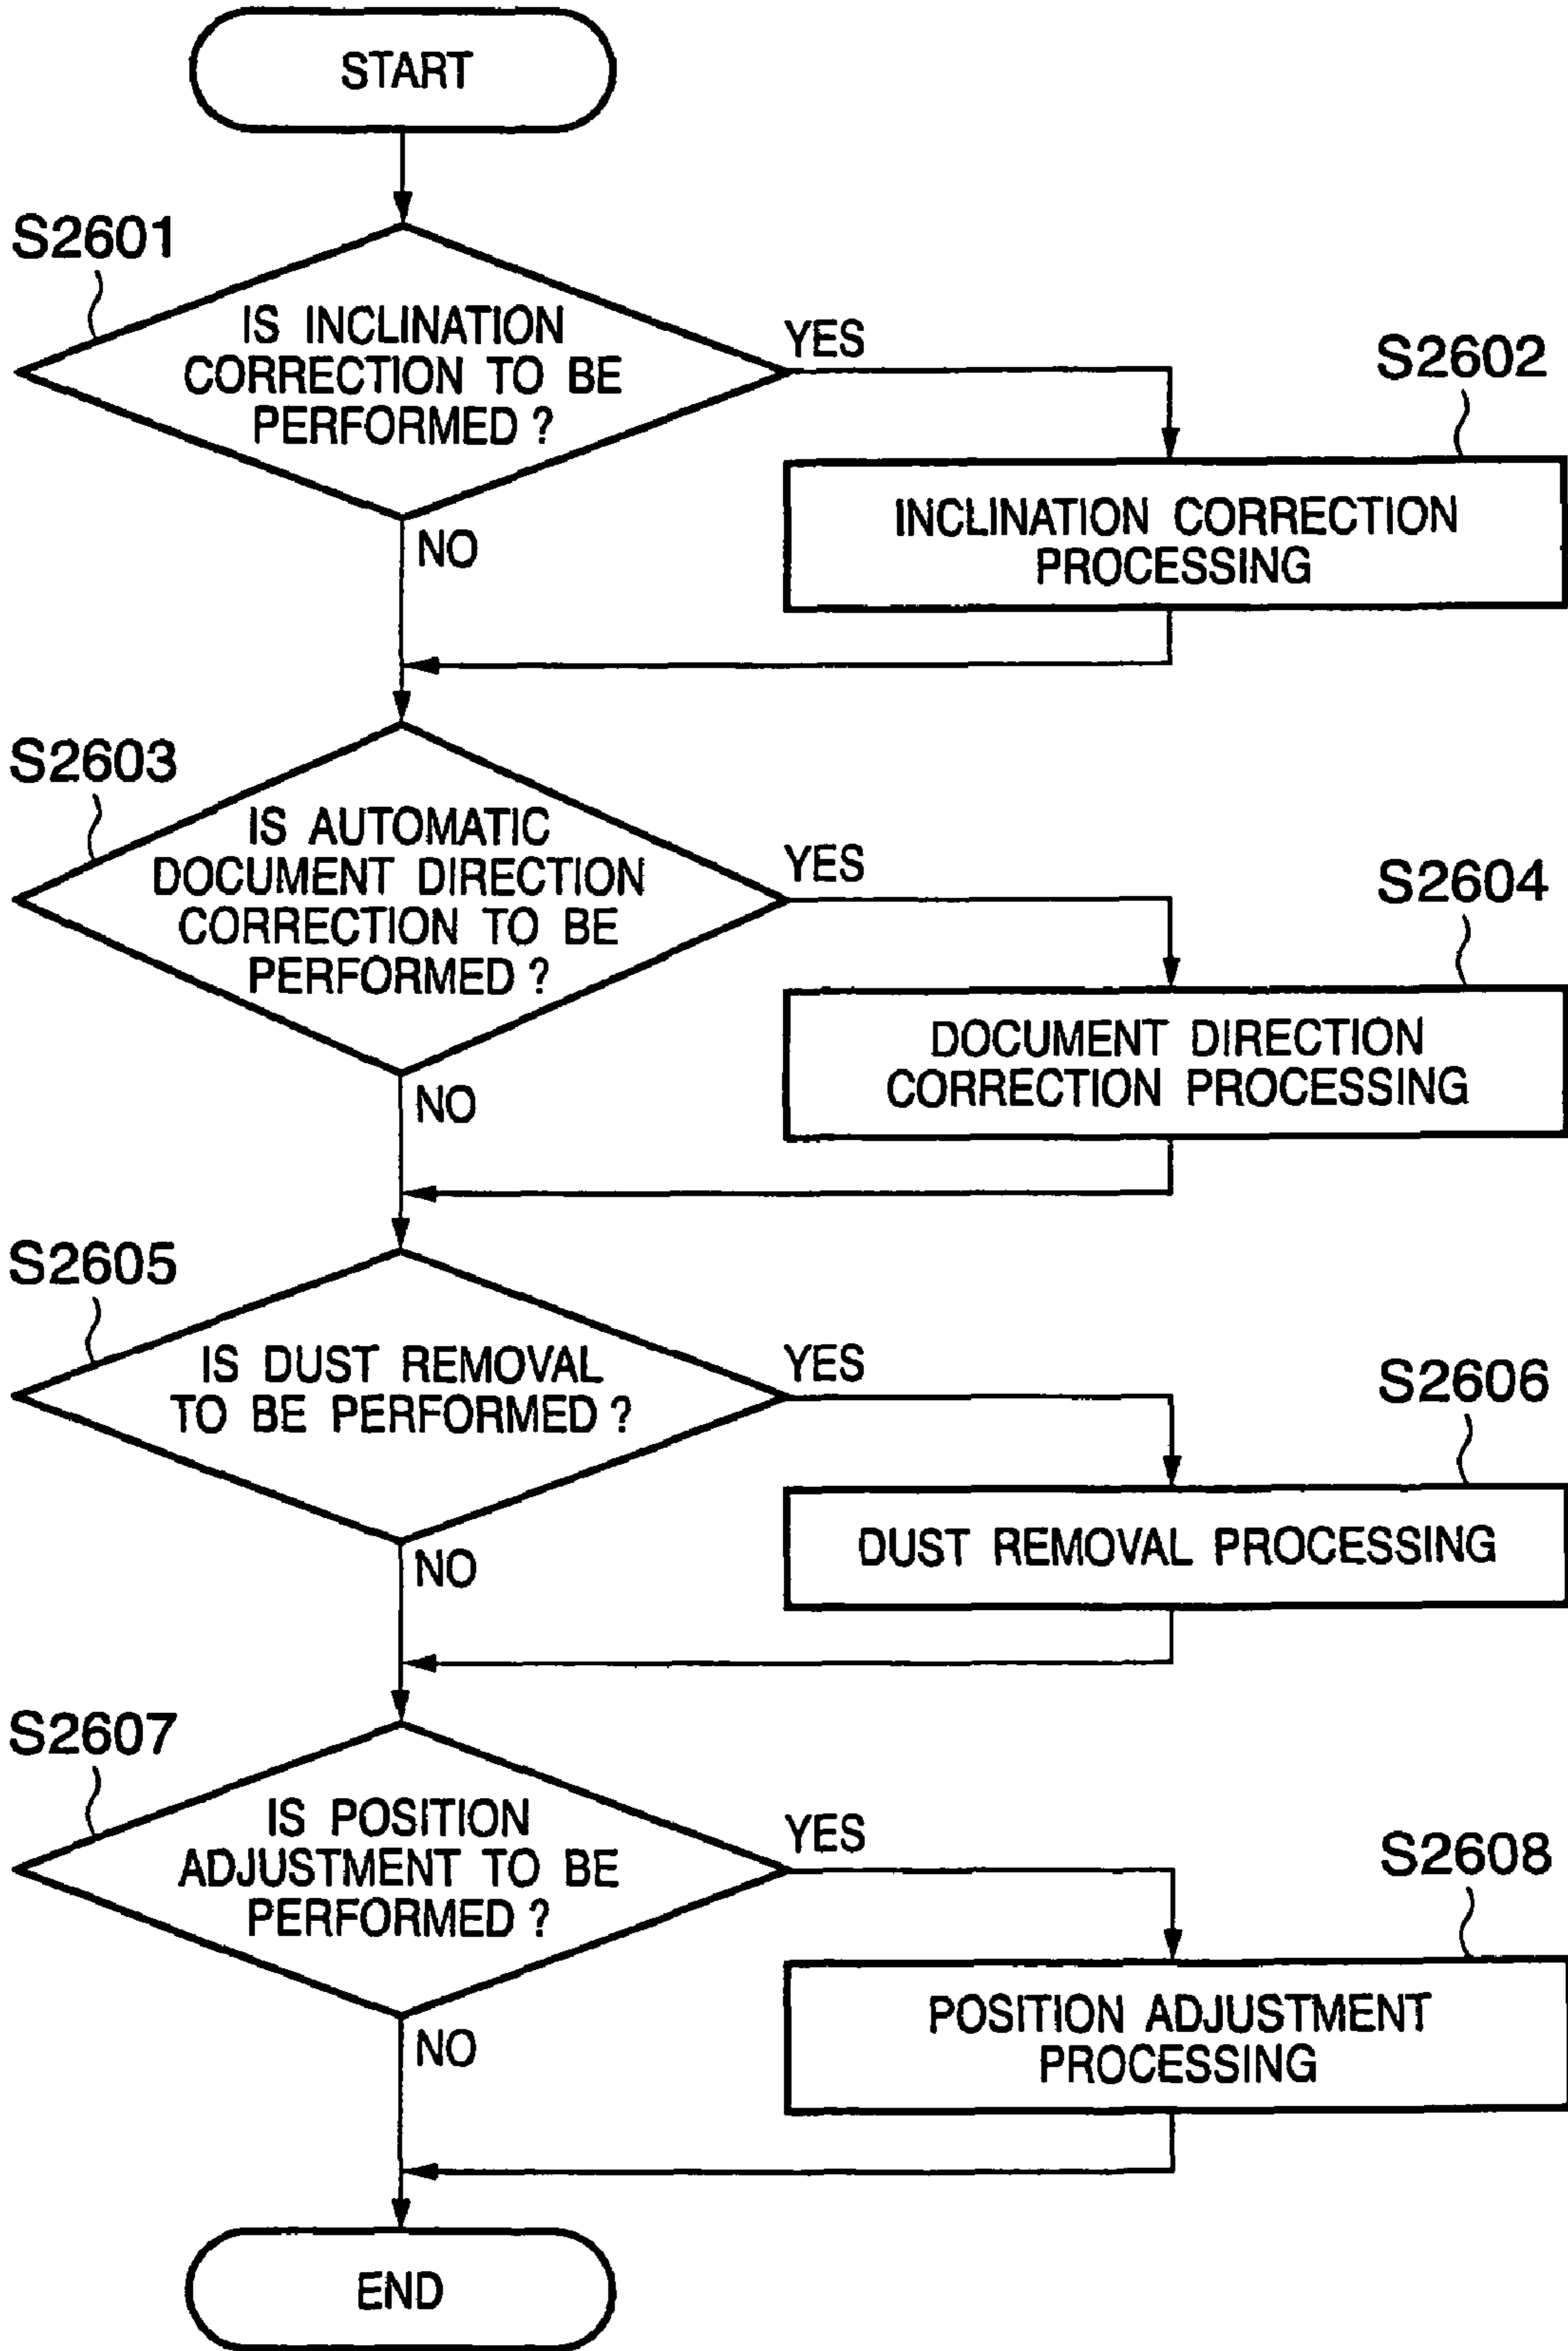 START
S2601
IS INCLINATION
CORRECTION TO BE
PERFORMED ?
YES
S2602
INCLINATION CORRECTION
PROCESSING
NO
S2603
IS AUTOMATIC
DOCUMENT DIRECTION
CORRECTION TO BE
PERFORMED ?
YES
S2604
DOCUMENT DIRECTION
CORRECTION PROCESSING
NO
S2605
IS DUST REMOVAL
TO BE PERFORMED ?
YES
S2606
DUST REMOVAL PROCESSING
NO
S2607
IS POSITION
ADJUSTMENT TO BE
PERFORMED ?
YES
S2608
POSITION ADJUSTMENT
PROCESSING
NO
END